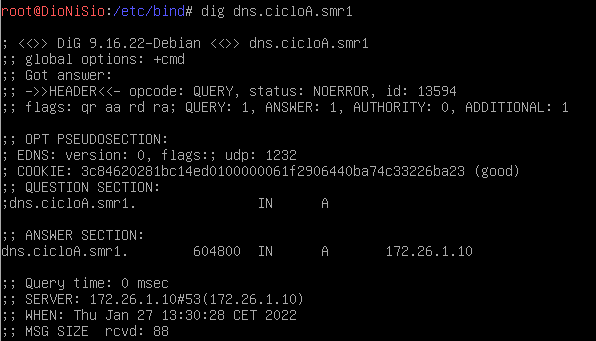 root@DioNiSio:/etc/bind# dig dns.cicloA.smr1
; <<>> DiG 9.16.22-Debian <<>> dns.cicloA.smr1
;; global options: +cmd
;; Got answer:
;; ->>HEADER<<- opcode: QUERY, status: NOERROR, id: 13594
;; flags: qr aa rd ra; QUERY: 1, ANSWER: 1, AUTHORITY: 0, ADDITIONAL: 1
;; OPT PSEUDOSECTION:
; EDNS: version: 0, flags:; udp: 1232
; COOKIE: 3c84620281bc14ed0100000061f2906440ba74c33226ba23 (good)
;; QUESTION SECTION:
;dns.cicloA.smr1. IN A
;; ANSWER SECTION:
dns.cicloA.smr1. 604800 IN A 172.26.1.10
;; Query time: 0 msec
;; SERVER: 172.26.1.10#53(172.26.1.10)
;; WHEN: Thu Jan 27 13:30:28 CET 2022
;; MSG SIZE rcvd: 88